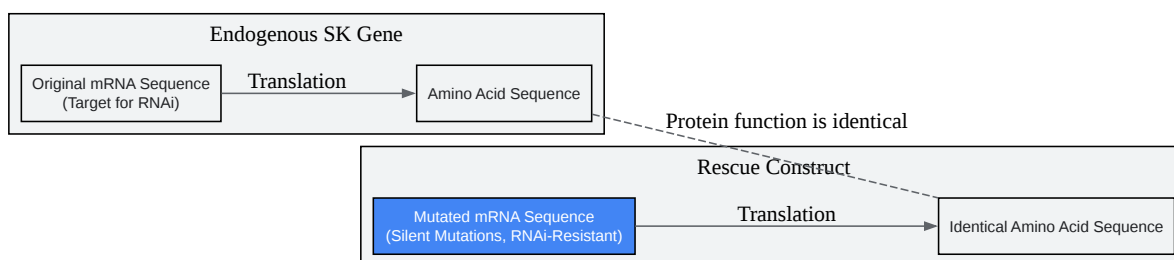 Endogenous SK Gene
Original mRNA Sequence
(Target for RNAi)
Translation
Amino Acid Sequence
Protein function is identical
Rescue Construct
Mutated mRNA Sequence
(Silent Mutations, RNAi-Resistant)
Translation
Identical Amino Acid Sequence